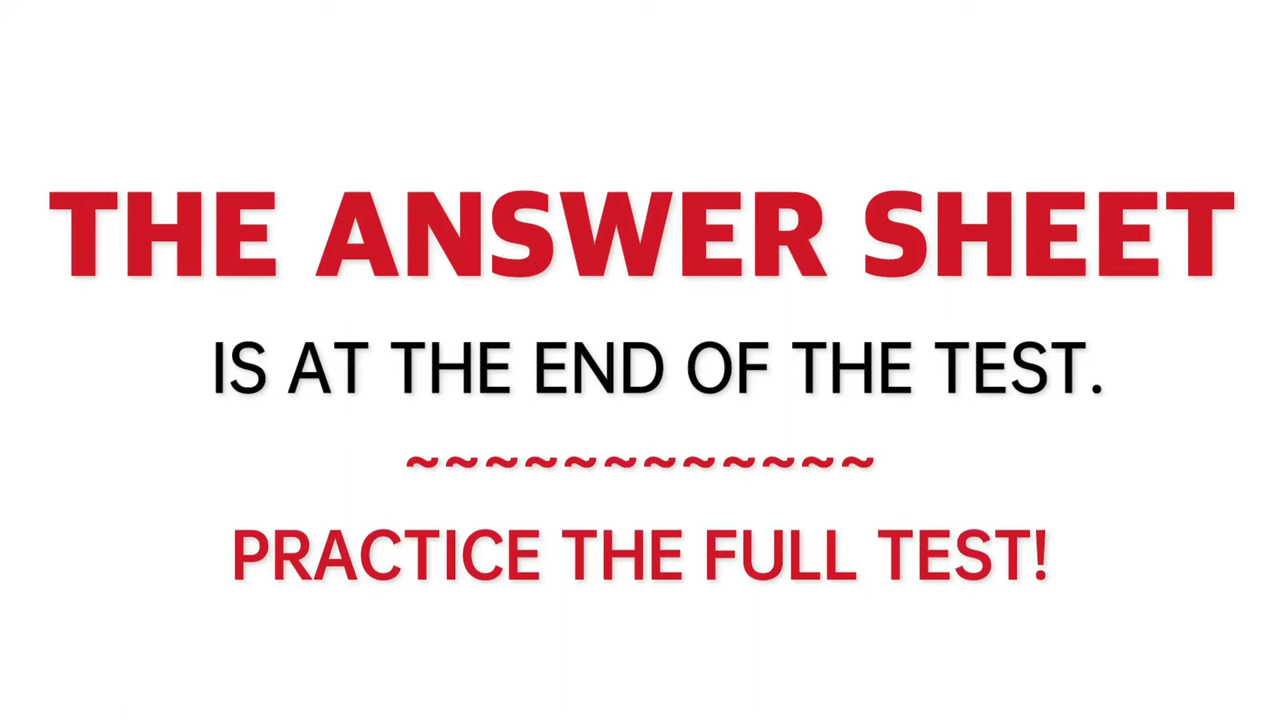 THE ANSWER SHEET
IS AT THE END OF THE TEST.
~~~~~~~~~~~~
PRACTICE THE FULL TEST!